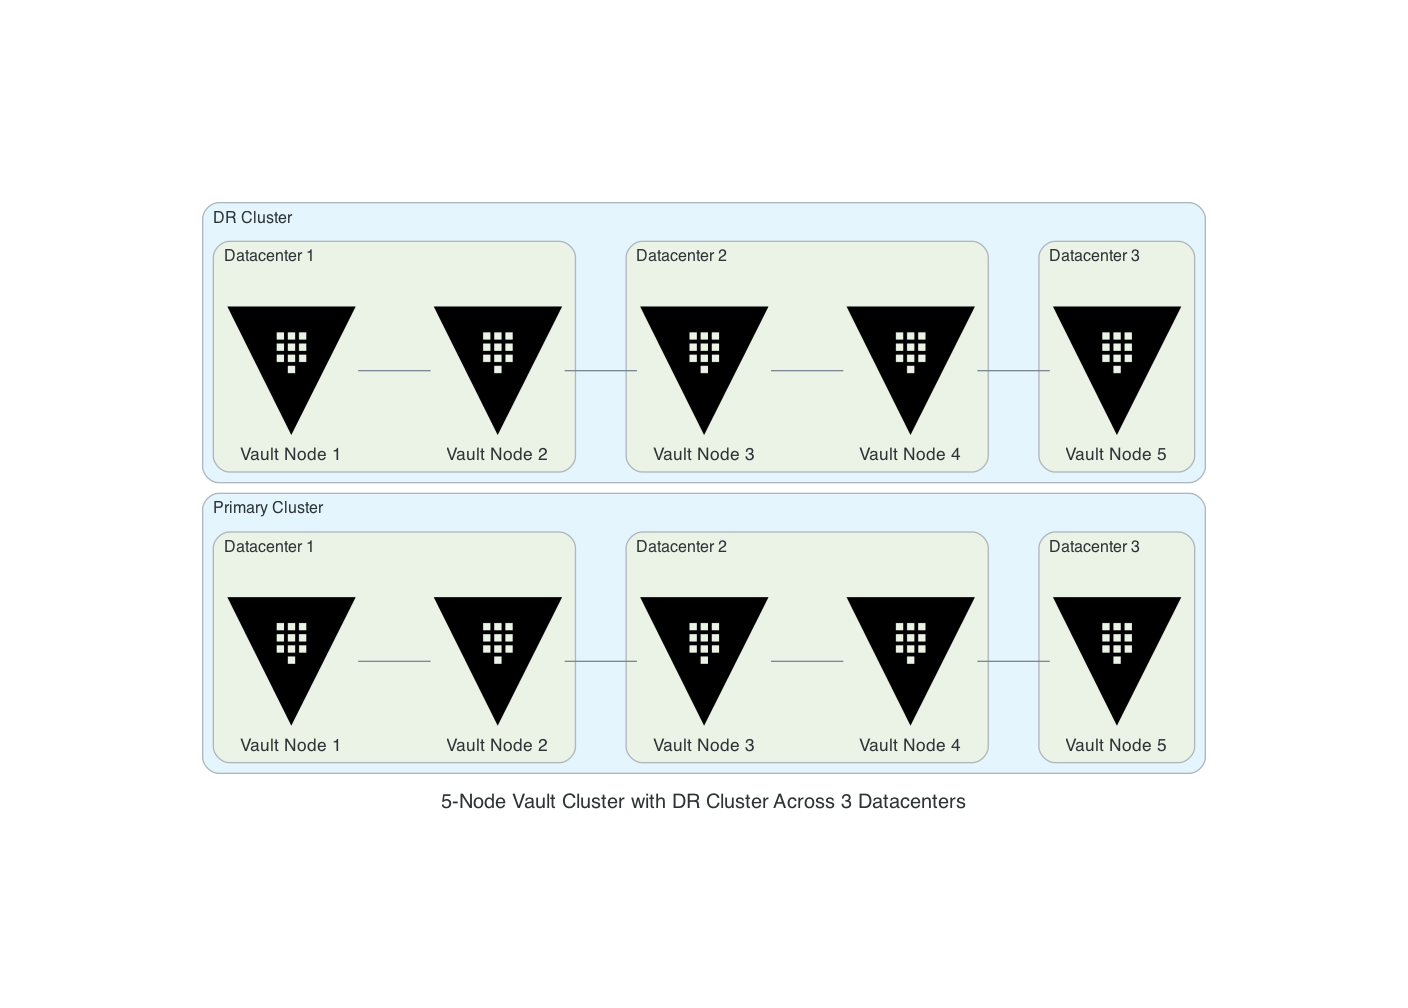 DR Cluster
Datacenter 1
Datacenter 2
Datacenter 3
Vault Node 1
Vault Node 2
Vault Node 3
Vault Node 4
Vault Node 5
Primary Cluster
Datacenter 1
Datacenter 2
Datacenter 3
Vault Node 1
Vault Node 2
Vault Node 3
Vault Node 4
Vault Node 5
5-Node Vault Cluster with DR Cluster Across 3 Datacenters